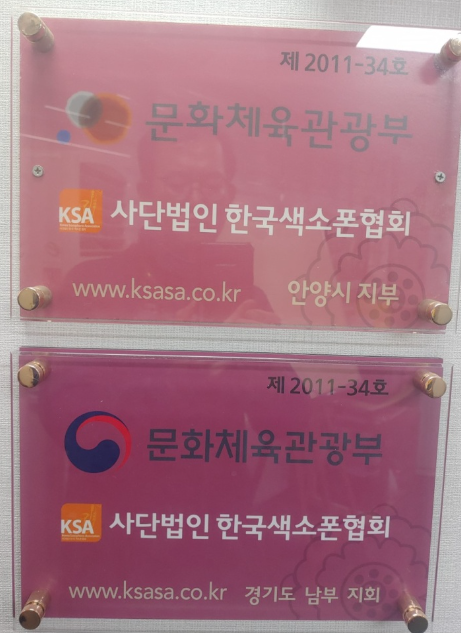 제 2011-34호
문화체육관광부
KSA 사단법인 한국색소폰협회
www.ksasa.co.kr 안양시 지부
제 2011-34호
문화체육관광부
KSA 사단법인 한국색소폰협회
www.ksasa.co.kr 경기도 남부 지회